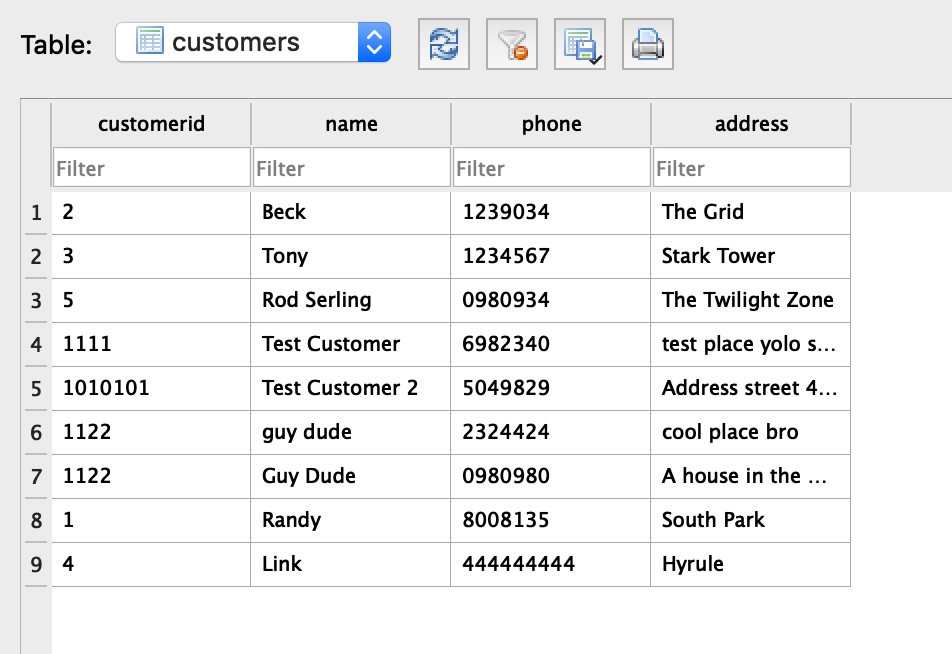 Table: customers
customerid name phone address
Filter Filter Filter Filter
1 2 Beck 1239034 The Grid
2 3 Tony 1234567 Stark Tower
3 5 Rod Serling 0980934 The Twilight Zone
4 1111 Test Customer 6982340 test place yolo s...
5 1010101 Test Customer 2 5049829 Address street 4...
6 1122 guy dude 2324424 cool place bro
7 1122 Guy Dude 0980980 A house in the ...
8 1 Randy 8008135 South Park
9 4 Link 444444444 Hyrule